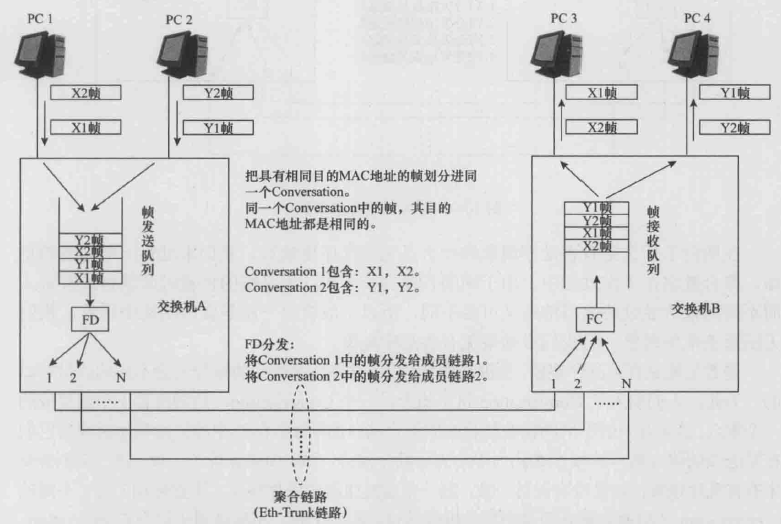 PC 1
PC 2
PC 3
PC 4
X2帧
Y2帧
X1帧
Y1帧
X1帧
Y1帧
X2帧
Y2帧
把具有相同目的MAC地址的帧划分进同
一个Conversation。
同一个Conversation中的帧，其目的
MAC地址都是相同的。
Conversation 1包含：X1，X2。
Conversation 2包含：Y1，Y2。
FD分发：
将Conversation 1中的帧分发给成员链路1。
将Conversation 2中的帧分发给成员链路2。
帧发送队列
Y2帧
X2帧
Y1帧
X1帧
交换机A
FD
1
2
N
……
帧接收队列
Y1帧
Y2帧
X1帧
X2帧
交换机B
FC
1
2
N
……
聚合链路
(Eth-Trunk链路)